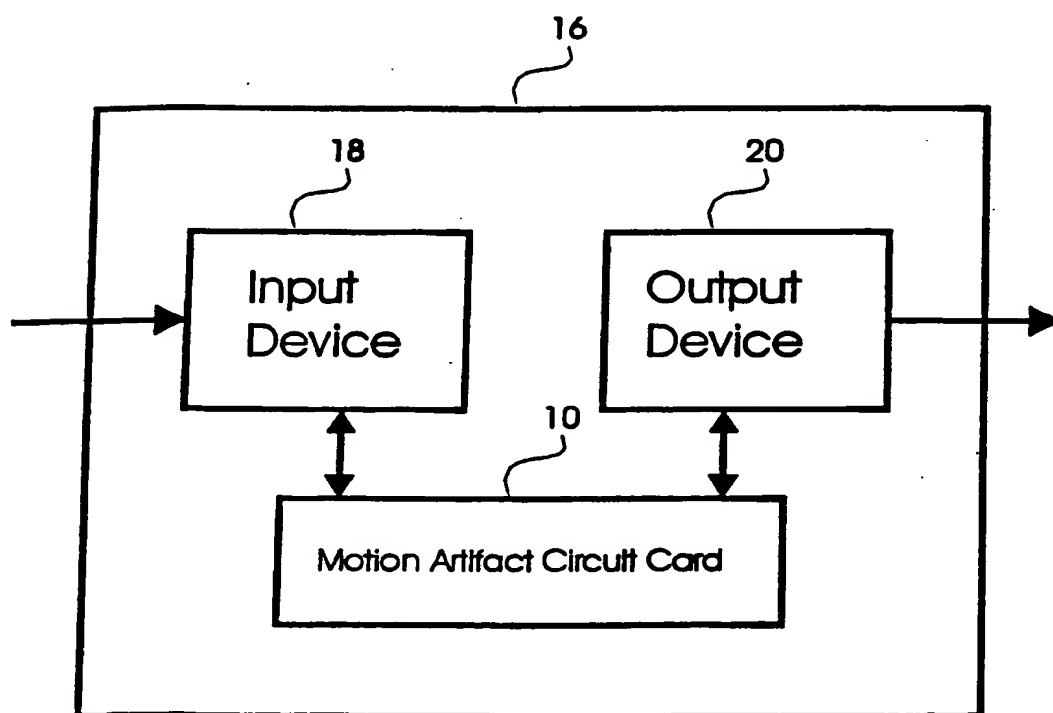 16
18
20
Input
Device
Output
Device
10
Motion Artifact Circuit Card